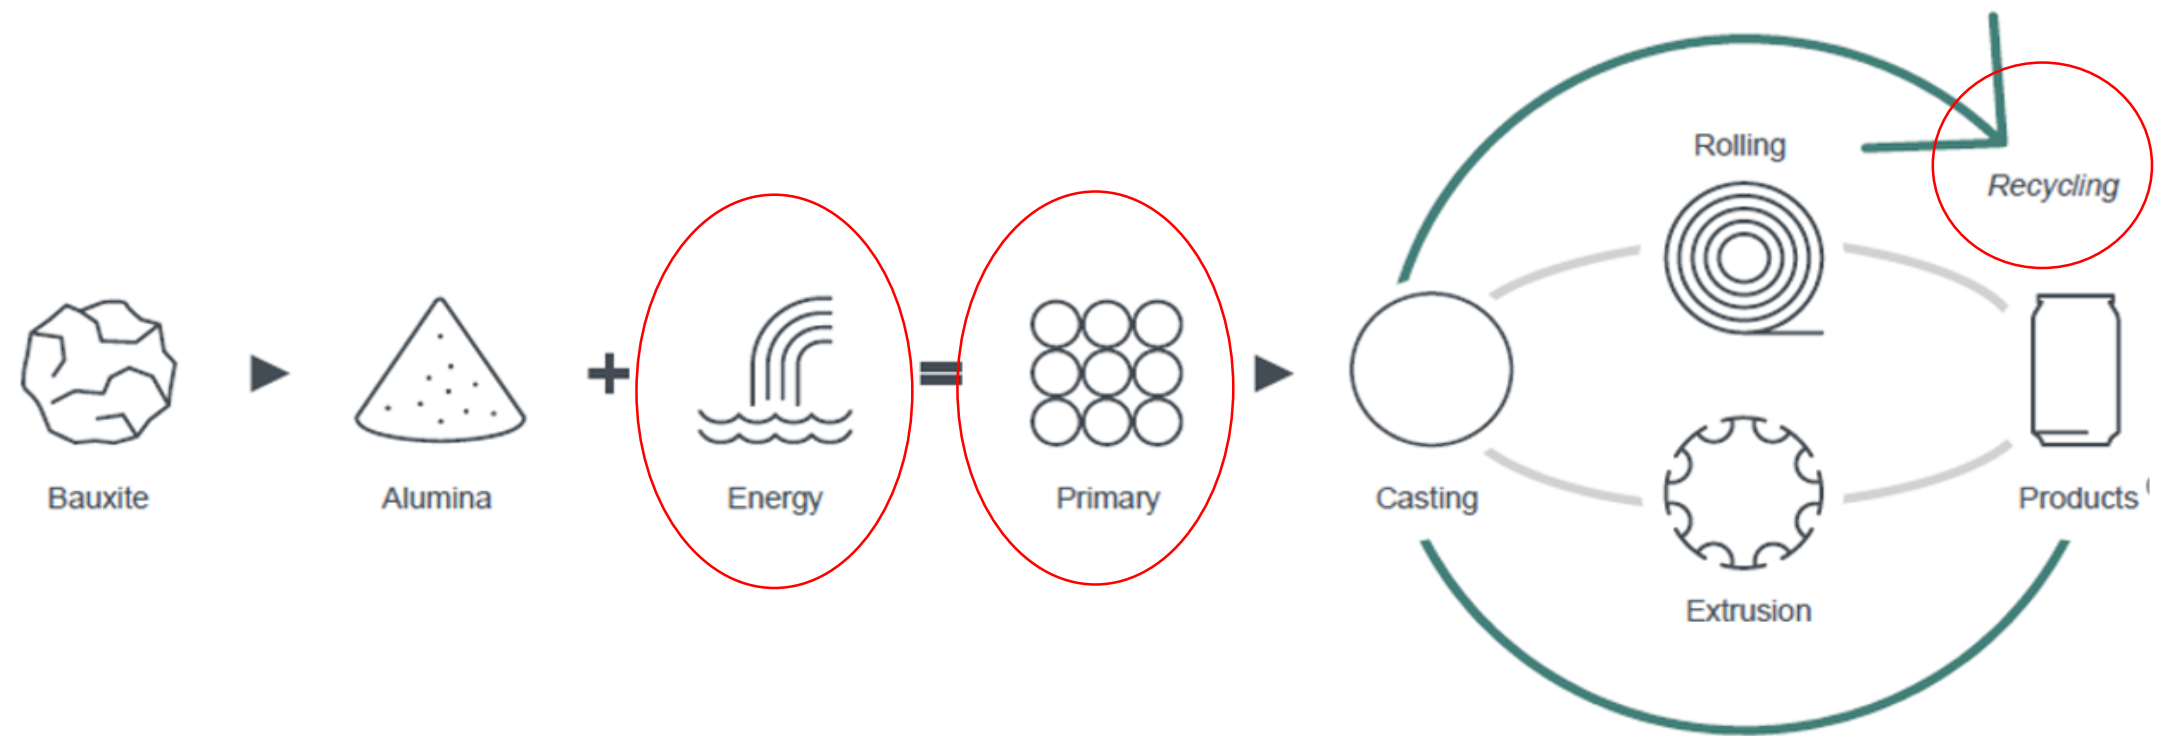 Bauxite
Alumina
Energy
Primary
Casting
Rolling
Extrusion
Recycling
Products